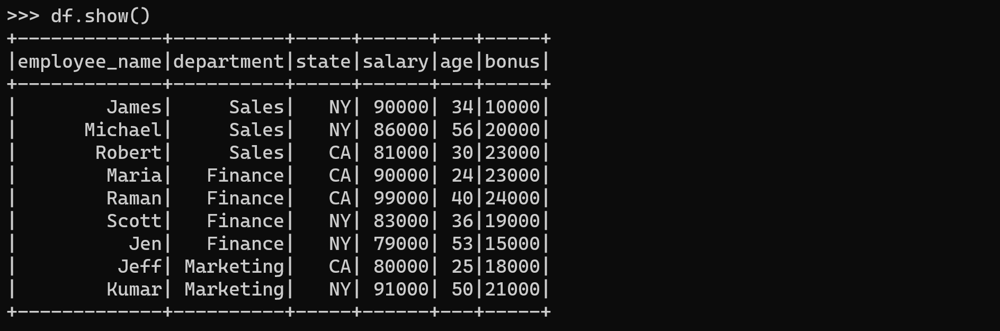 >>> df.show()
+-------------+----------+-----+------+---+-----+
|employee_name|department|state|salary|age|bonus|
+-------------+----------+-----+------+---+-----+
|        James|     Sales|   NY| 90000| 34|10000|
|      Michael|     Sales|   NY| 86000| 56|20000|
|       Robert|     Sales|   CA| 81000| 30|23000|
|        Maria|   Finance|   CA| 90000| 24|23000|
|        Raman|   Finance|   CA| 99000| 40|24000|
|        Scott|   Finance|   NY| 83000| 36|19000|
|          Jen|   Finance|   NY| 79000| 53|15000|
|         Jeff| Marketing|   CA| 80000| 25|18000|
|        Kumar| Marketing|   NY| 91000| 50|21000|
+-------------+----------+-----+------+---+-----+